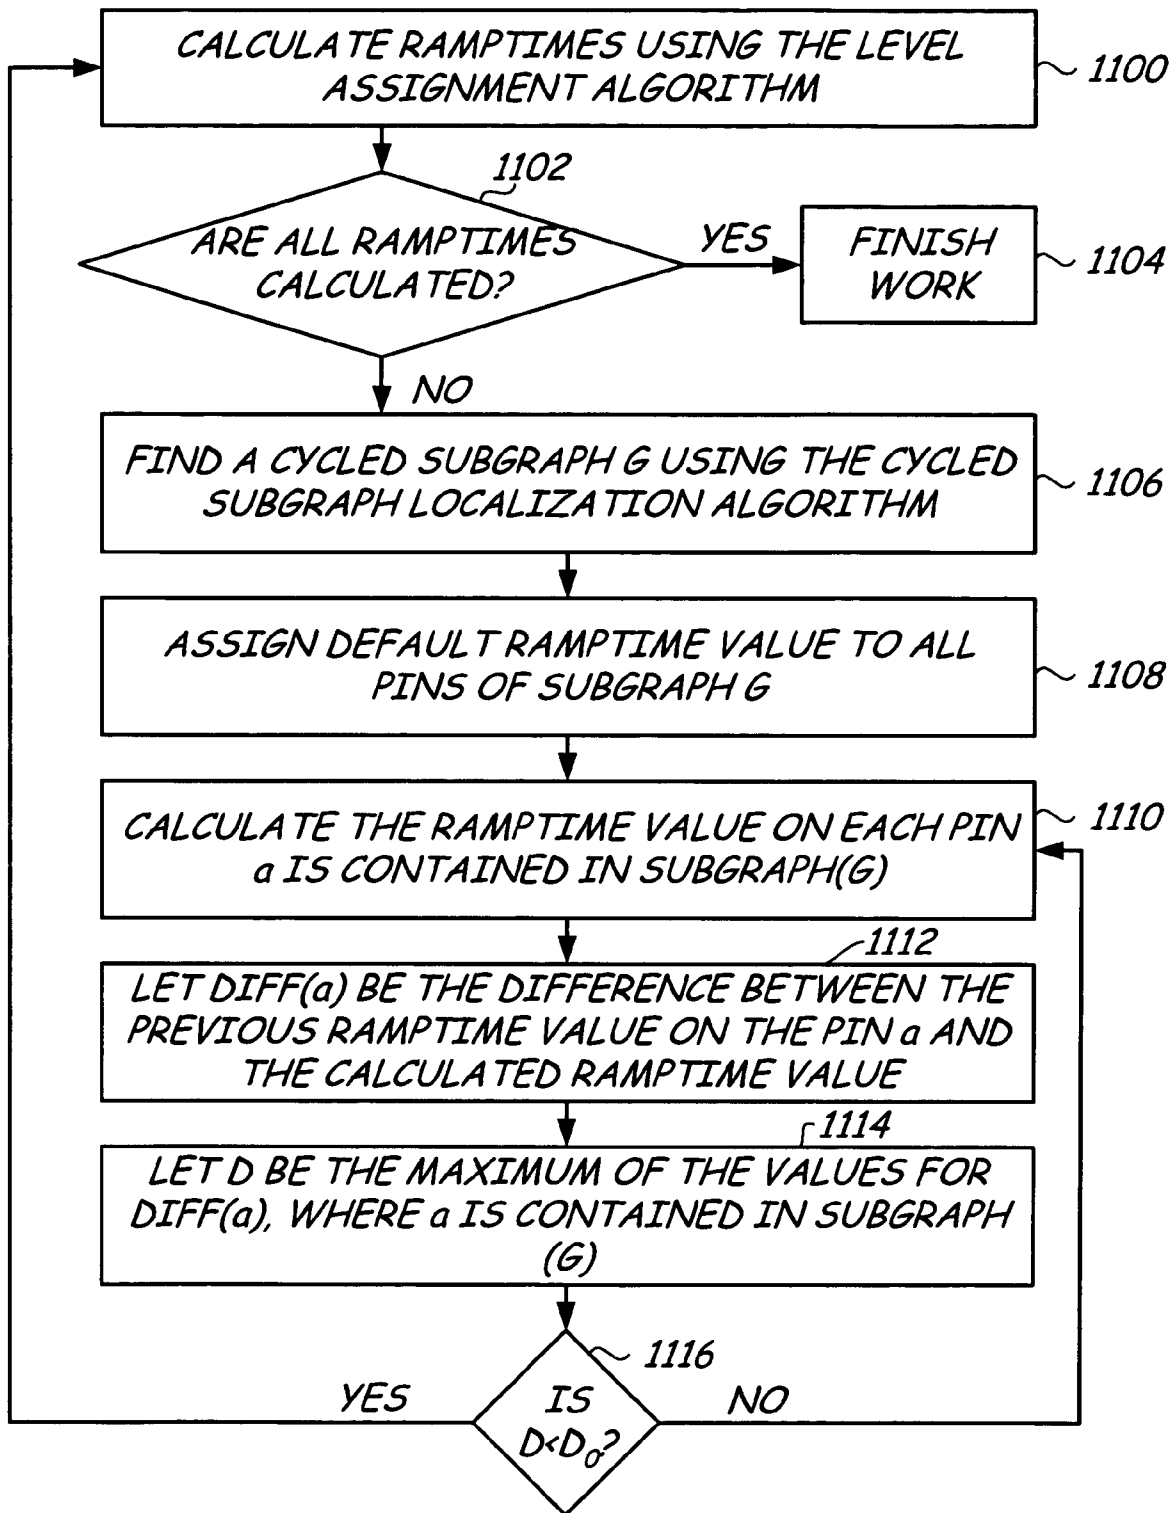 CALCULATE RAMPTIMES USING THE LEVEL
ASSIGNMENT ALGORITHM
1100
1102
ARE ALL RAMPTIMES
CALCULATED?
YES
FINISH
WORK
1104
NO
FIND A CYCLED SUBGRAPH G USING THE CYCLED
SUBGRAPH LOCALIZATION ALGORITHM
1106
ASSIGN DEFAULT RAMPTIME VALUE TO ALL
PINS OF SUBGRAPH G
1108
CALCULATE THE RAMPTIME VALUE ON EACH PIN
a IS CONTAINED IN SUBGRAPH(G)
1110
1112
LET DIFF(a) BE THE DIFFERENCE BETWEEN THE
PREVIOUS RAMPTIME VALUE ON THE PIN a AND
THE CALCULATED RAMPTIME VALUE
1114
LET D BE THE MAXIMUM OF THE VALUES FOR
DIFF(a), WHERE a IS CONTAINED IN SUBGRAPH
(G)
1116
YES
IS
D<D₀?
NO